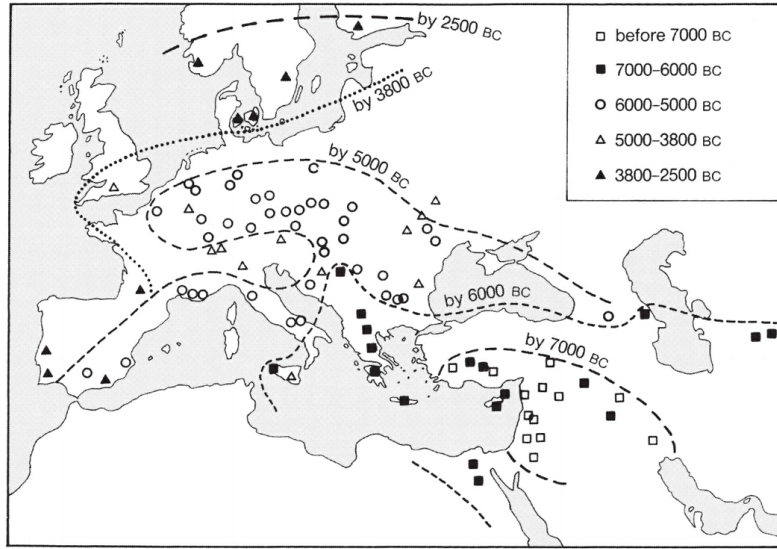 by 2500 BC
by 3800 BC
by 5000 BC
by 6000 BC
by 7000 BC
before 7000 BC
7000–6000 BC
6000–5000 BC
5000–3800 BC
3800–2500 BC